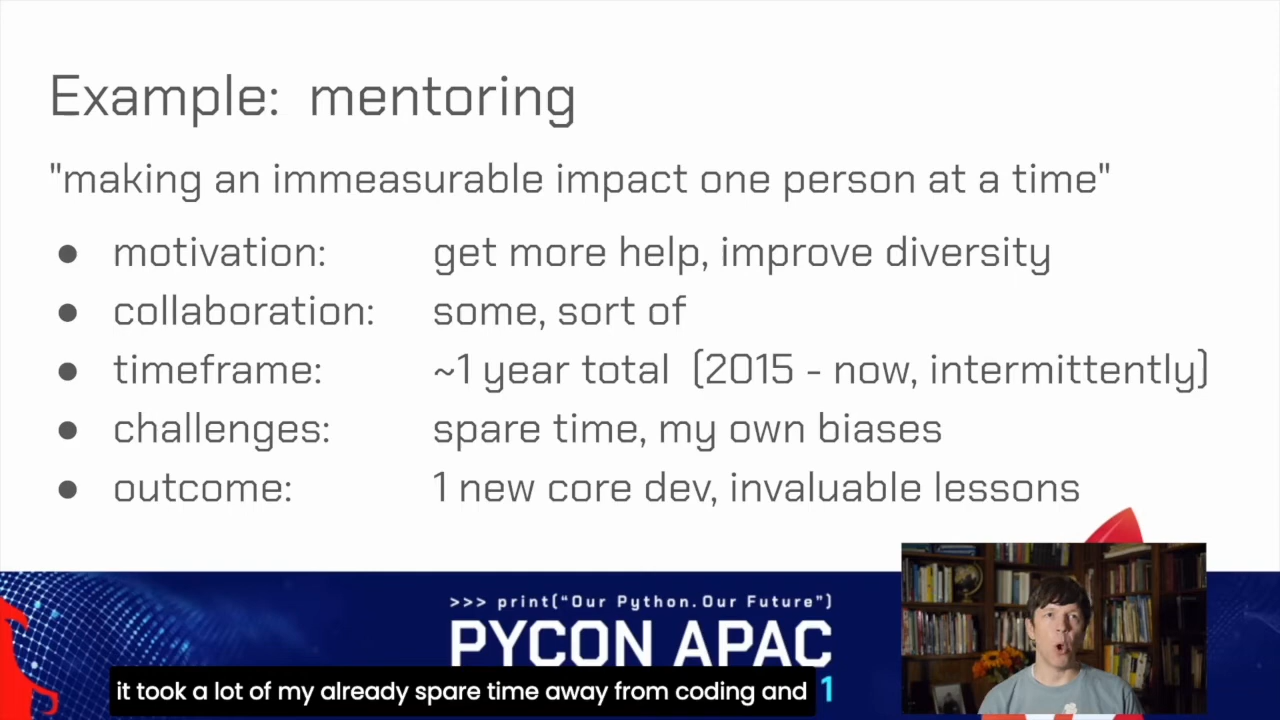 Example: mentoring
"making an immeasurable impact one person at a time"
● motivation: get more help, improve diversity
● collaboration: some, sort of
● timeframe: ~1 year total (2015 - now, intermittently)
● challenges: spare time, my own biases
● outcome: 1 new core dev, invaluable lessons
>>> print(“Our Python.Our Future”)
PYCON APAC
it took a lot of my already spare time away from coding and
1